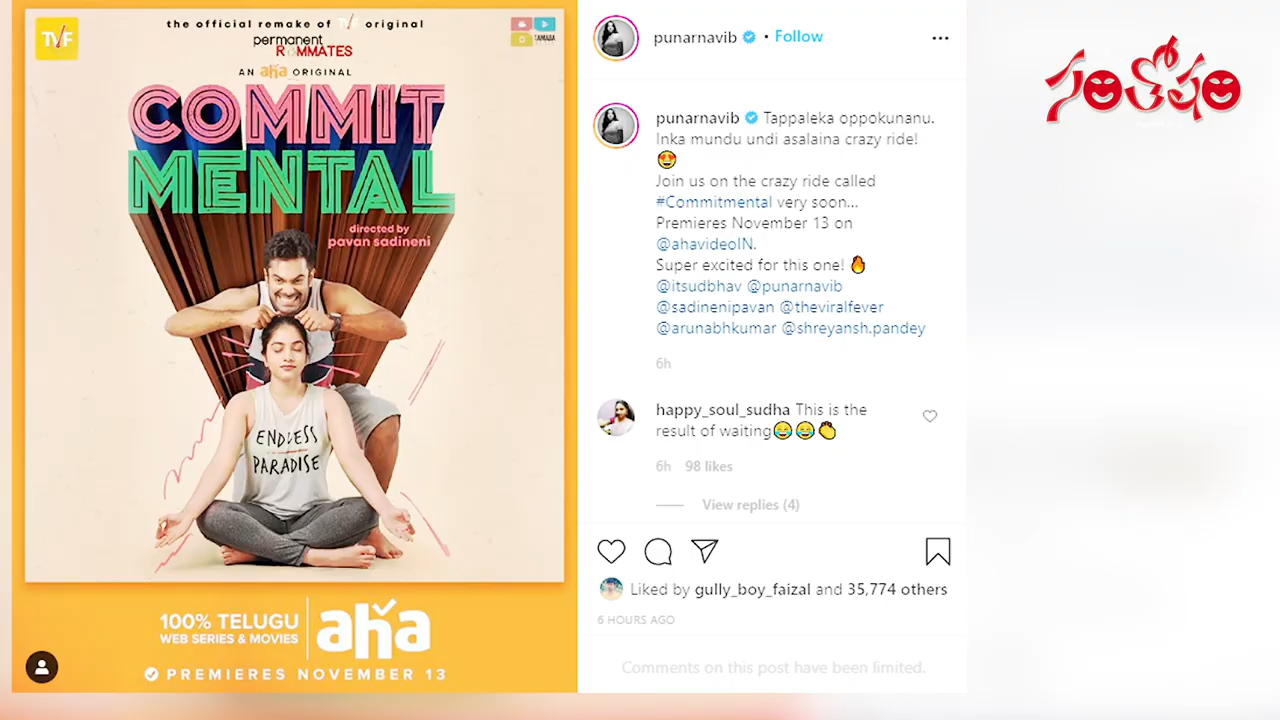 TVF
the official remake of TVF original
permanent
ROOMMATES
AN aha ORIGINAL
TAMADA
COMMIT
MENTAL
directed by
pavan sadineni
ENDLESS
PARADISE
100% TELUGU
WEB SERIES & MOVIES
aha
PREMIERES NOVEMBER 13
punarnavib • Follow
punarnavib Tappaleka oppokunanu.
Inka mundu undi asalaina crazy ride!
😍
Join us on the crazy ride called
#Commitmental very soon...
Premieres November 13 on
@ahavideoIN.
Super excited for this one! 🔥
@itsudbhav @punarnavib
@sadinenipavan @theviralfever
@arunabhkumar @shreyansh.pandey
6h
happy_soul_sudha This is the
result of waiting😂😂👏
6h 98 likes
View replies (4)
Liked by gully_boy_faizal and 35,774 others
6 HOURS AGO
Comments on this post have been limited.
సంతోషం